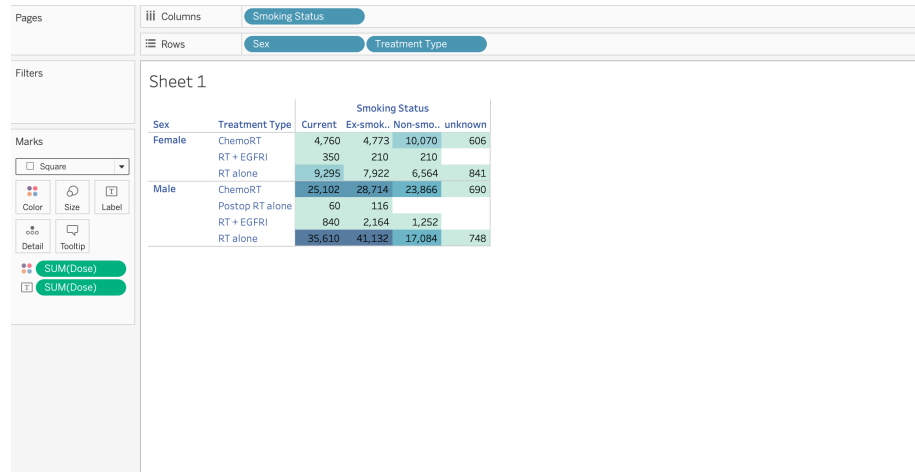 Pages
Columns Smoking Status
Rows Sex Treatment Type
Filters
Sheet 1
Smoking Status
Sex Treatment Type Current Ex-smok.. Non-smo.. unknown
Female ChemoRT 4,760 4,773 10,070 606
RT + EGFRI 350 210 210
RT alone 9,295 7,922 6,564 841
Male ChemoRT 25,102 28,714 23,866 690
Postop RT alone 60 116
RT + EGFRI 840 2,164 1,252
RT alone 35,610 41,132 17,084 748
Marks
Square
Color Size Label
Detail Tooltip
SUM(Dose)
SUM(Dose)